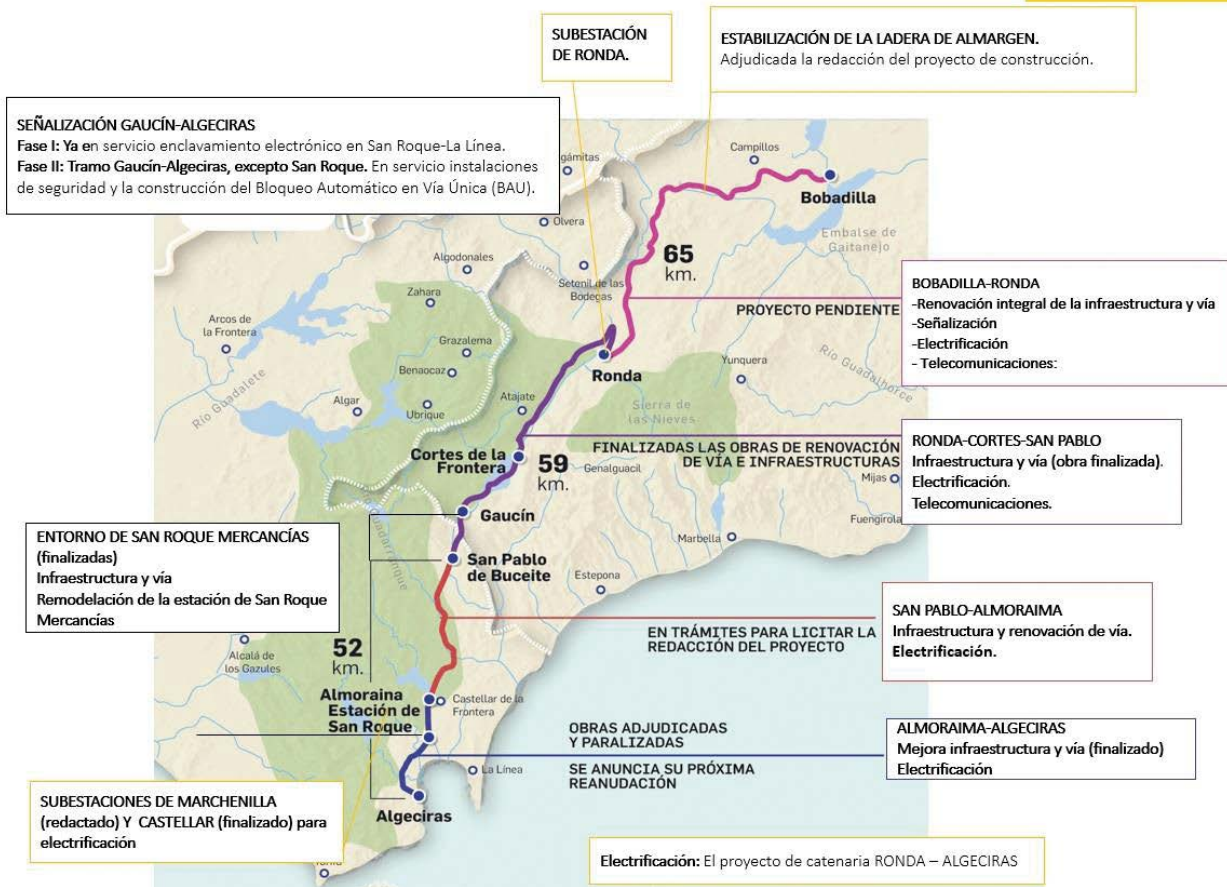 SUBESTACIÓN
DE RONDA.
ESTABILIZACIÓN DE LA LADERA DE ALMARGEN.
Adjudicada la redacción del proyecto de construcción.
SEÑALIZACIÓN GAUCÍN-ALGECIRAS
Fase I: Ya en servicio enclavamiento electrónico en San Roque-La Línea.
Fase II: Tramo Gaucín-Algeciras, excepto San Roque. En servicio instalaciones
de seguridad y la construcción del Bloqueo Automático en Vía Única (BAU).
Campillos
Bobadilla
Olvera
Embalse de
Gaitanejo
Algodonales
65
km.
Setenil de las
Bodegas
Zahara
PROYECTO PENDIENTE
BOBADILLA-RONDA
-Renovación integral de la infraestructura y vía
-Señalización
-Electrificación
- Telecomunicaciones:
Arcos de
la Frontera
Grazalema
Benaocaz
Ronda
Yunquera
Río Guadalhorce
Río Guadalete
Algar
Ubrique
Atajate
Sierra de
las Nieves
Cortes de la
Frontera
59
km.
FINALIZADAS LAS OBRAS DE RENOVACIÓN
DE VÍA E INFRAESTRUCTURAS
Genalguacil
Mijas
RONDA-CORTES-SAN PABLO
Infraestructura y vía (obra finalizada).
Electrificación.
Telecomunicaciones.
Gaucín
Fuengirola
Marbella
ENTORNO DE SAN ROQUE MERCANCÍAS
(finalizadas)
Infraestructura y vía
Remodelación de la estación de San Roque
Mercancías
San Pablo
de Buceite
Estepona
SAN PABLO-ALMORAIMA
Infraestructura y renovación de vía.
Electrificación.
EN TRÁMITES PARA LICITAR LA
REDACCIÓN DEL PROYECTO
Alcalá de
los Gazules
52
km.
Almoraina
Estación de
San Roque
Castellar de la
Frontera
OBRAS ADJUDICADAS
Y PARALIZADAS
SE ANUNCIA SU PRÓXIMA
REANUDACIÓN
ALMORAIMA-ALGECIRAS
Mejora infraestructura y vía (finalizado)
Electrificación
La Línea
Algeciras
SUBESTACIONES DE MARCHENILLA
(redactado) Y CASTELLAR (finalizado) para
electrificación
Electrificación: El proyecto de catenaria RONDA – ALGECIRAS